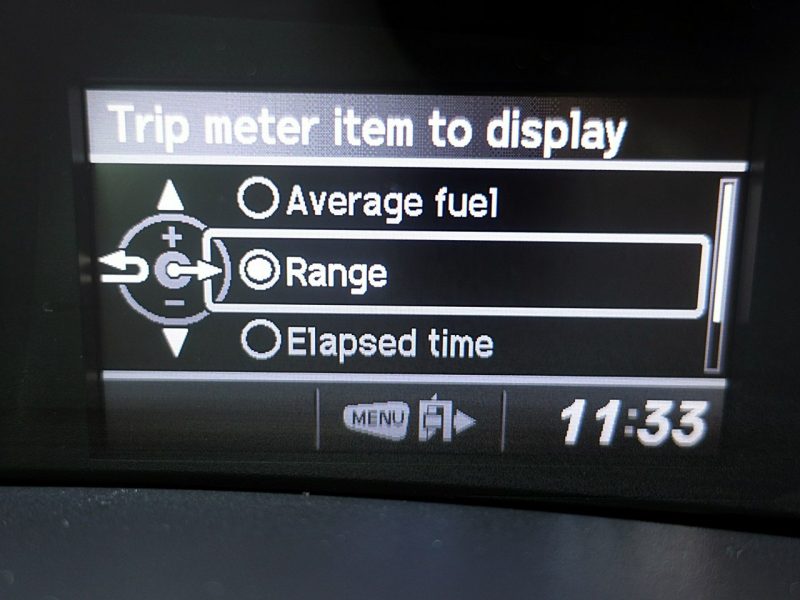 Trip meter item to display
Average fuel
+
Range
-
Elapsed time
MENU
11:33